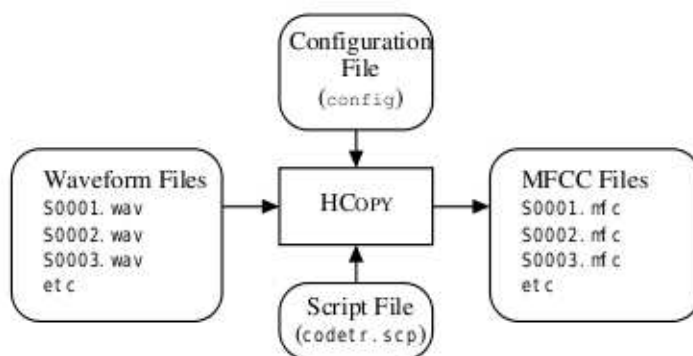 Configuration
File
(config)
Waveform Files
S0001.wav
S0002.wav
S0003.wav
etc
HCOPY
MFCC Files
S0001.mfc
S0002.mfc
S0003.mfc
etc
Script File
(codetr.scp)